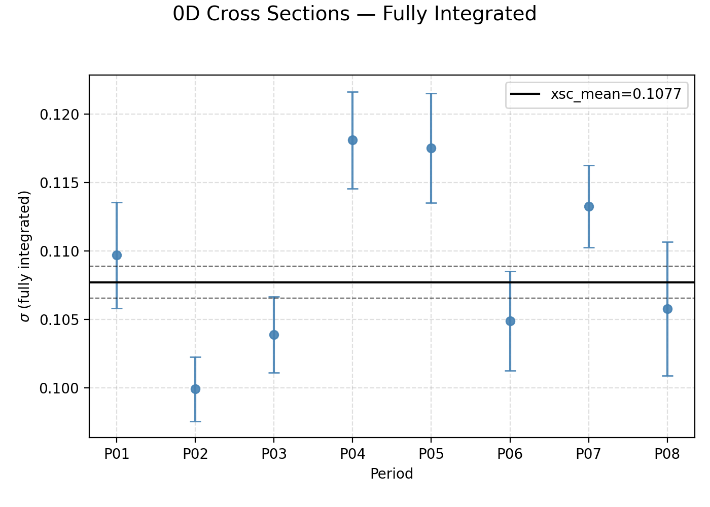 0D Cross Sections — Fully Integrated
xsc_mean=0.1077
0.120
0.115
0.110
0.105
0.100
σ (fully integrated)
P01 P02 P03 P04 P05 P06 P07 P08
Period